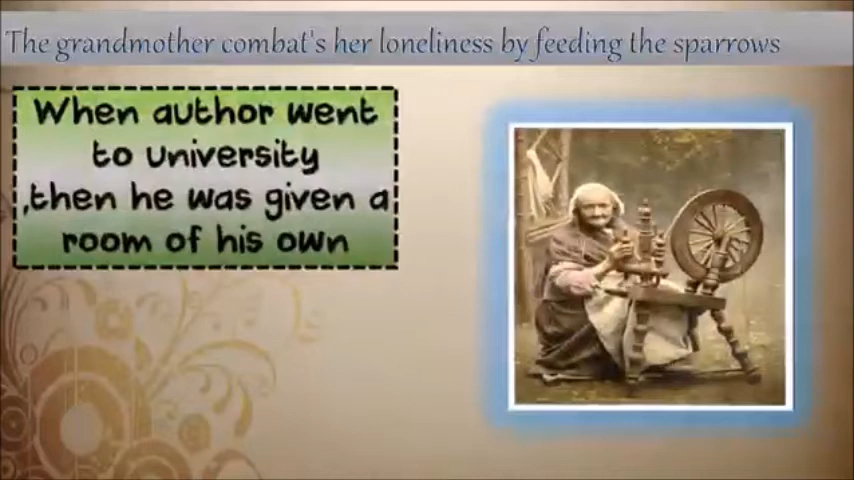 The grandmother combat's her loneliness by feeding the sparrows
When author went
to university
,then he was given a
room of his own